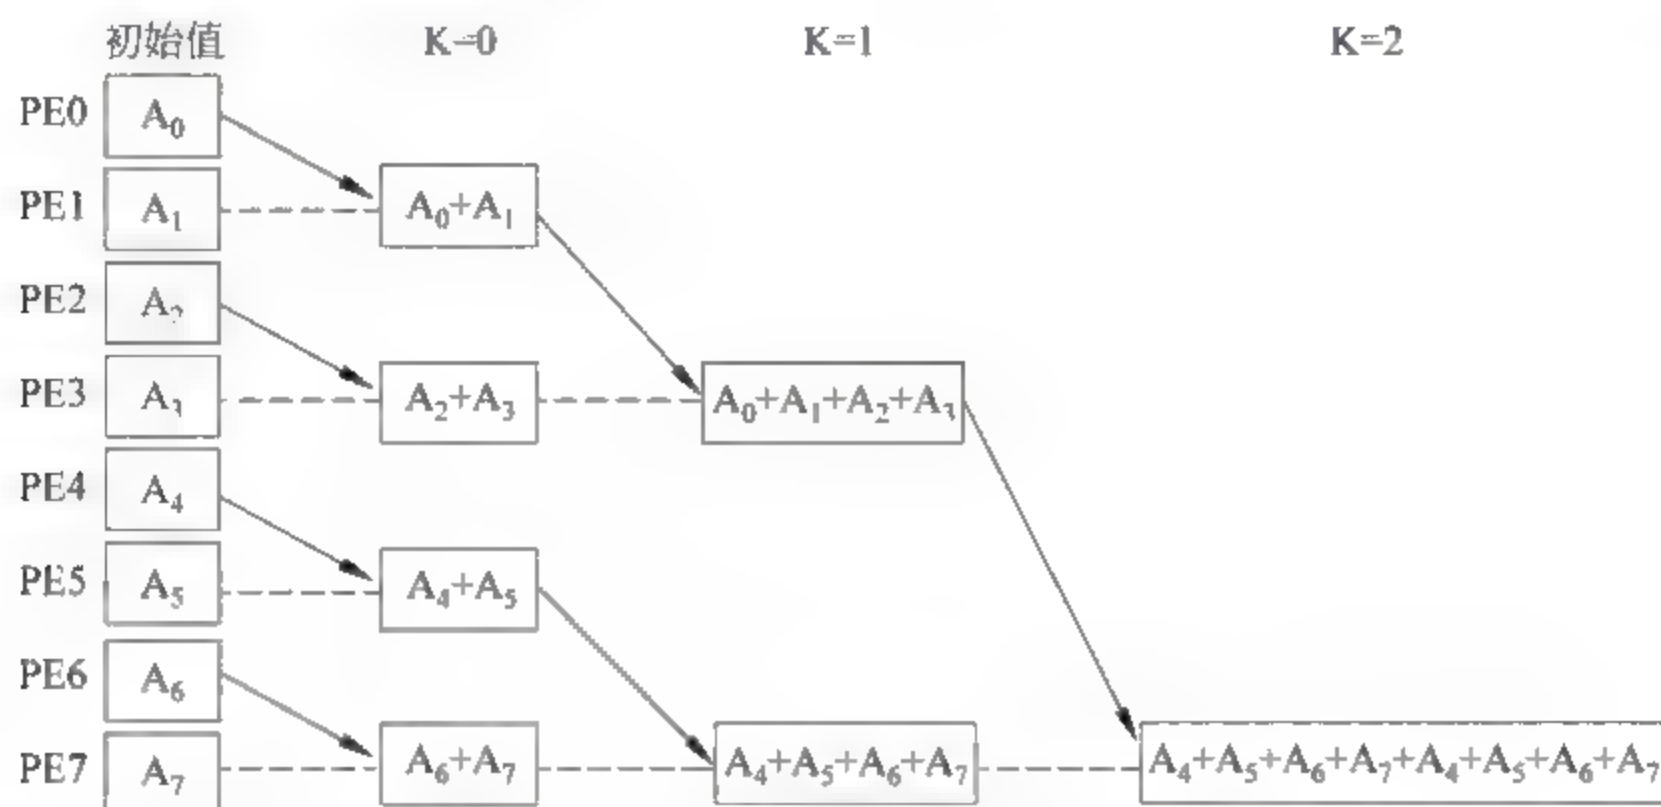 初始值 K=0 K=1 K=2
PE0 A₀
PE1 A₁ A₀+A₁
PE2 A₂
PE3 A₃ A₂+A₃ A₀+A₁+A₂+A₃
PE4 A₄
PE5 A₅ A₄+A₅
PE6 A₆
PE7 A₇ A₆+A₇ A₄+A₅+A₆+A₇ A₄+A₅+A₆+A₇+A₄+A₅+A₆+A₇